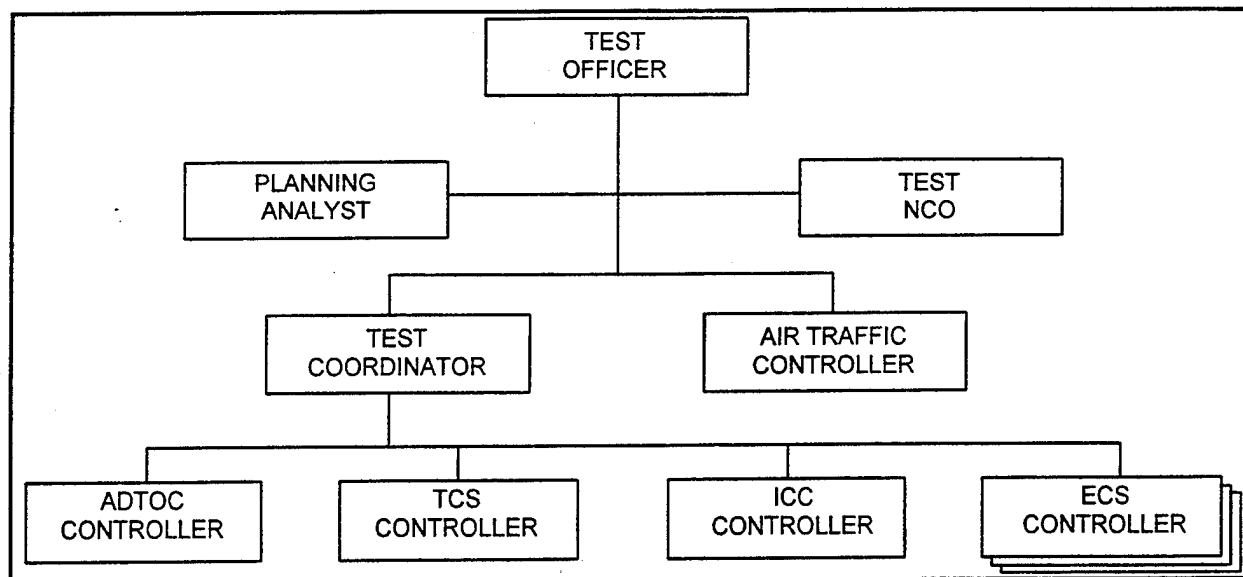 TEST
OFFICER
PLANNING
ANALYST
TEST
NCO
TEST
COORDINATOR
AIR TRAFFIC
CONTROLLER
ADTOC
CONTROLLER
TCS
CONTROLLER
ICC
CONTROLLER
ECS
CONTROLLER